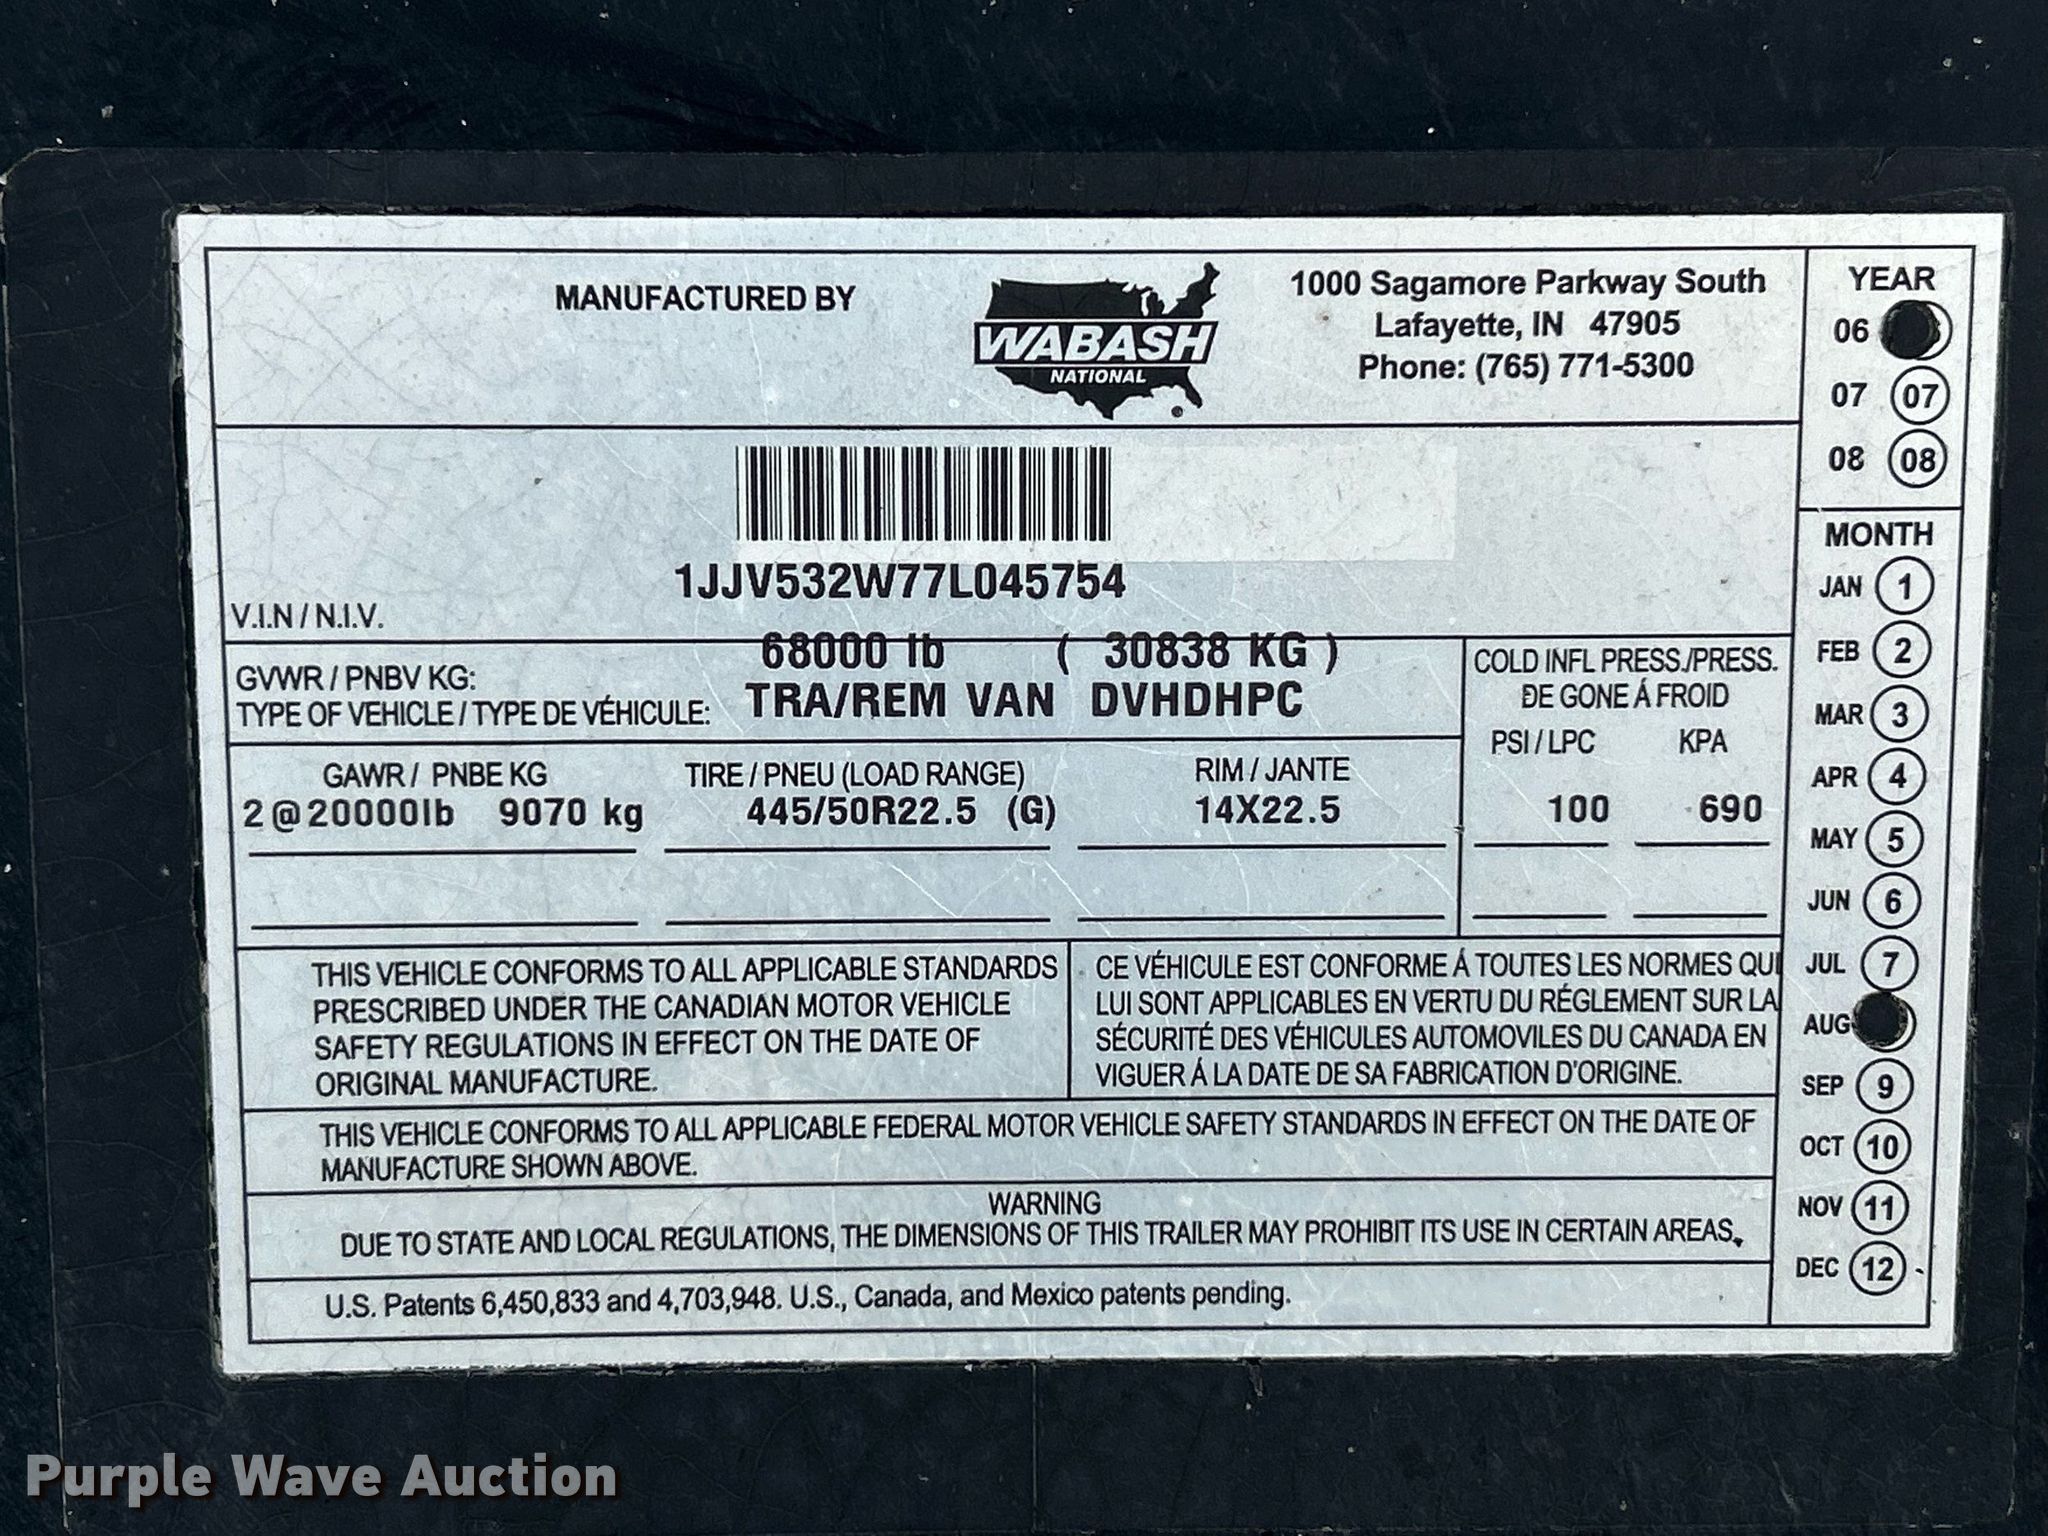 MANUFACTURED BY
WABASH
NATIONAL
1000 Sagamore Parkway South
Lafayette, IN 47905
Phone: (765) 771-5300
YEAR
06
07 07
08 08
1JJV532W77L045754
V.I.N / N.I.V.
GVWR / PNBV KG: 68000 lb ( 30838 KG )
TYPE OF VEHICLE / TYPE DE VÉHICULE: TRA/REM VAN DVHDHPC
COLD INFL PRESS./PRESS.
DE GONE Á FROID
PSI / LPC KPA
GAWR / PNBE KG TIRE / PNEU (LOAD RANGE) RIM / JANTE
2@20000lb 9070 kg 445/50R22.5 (G) 14X22.5 100 690
MONTH
JAN 1
FEB 2
MAR 3
APR 4
MAY 5
JUN 6
JUL 7
AUG
SEP 9
OCT 10
NOV 11
DEC 12
THIS VEHICLE CONFORMS TO ALL APPLICABLE STANDARDS
PRESCRIBED UNDER THE CANADIAN MOTOR VEHICLE
SAFETY REGULATIONS IN EFFECT ON THE DATE OF
ORIGINAL MANUFACTURE.
CE VÉHICULE EST CONFORME Á TOUTES LES NORMES QUI
LUI SONT APPLICABLES EN VERTU DU RÉGLEMENT SUR LA
SÉCURITÉ DES VÉHICULES AUTOMOVILES DU CANADA EN
VIGUER Á LA DATE DE SA FABRICATION D'ORIGINE.
THIS VEHICLE CONFORMS TO ALL APPLICABLE FEDERAL MOTOR VEHICLE SAFETY STANDARDS IN EFFECT ON THE DATE OF
MANUFACTURE SHOWN ABOVE.
WARNING
DUE TO STATE AND LOCAL REGULATIONS, THE DIMENSIONS OF THIS TRAILER MAY PROHIBIT ITS USE IN CERTAIN AREAS.
U.S. Patents 6,450,833 and 4,703,948. U.S., Canada, and Mexico patents pending.
Purple Wave Auction